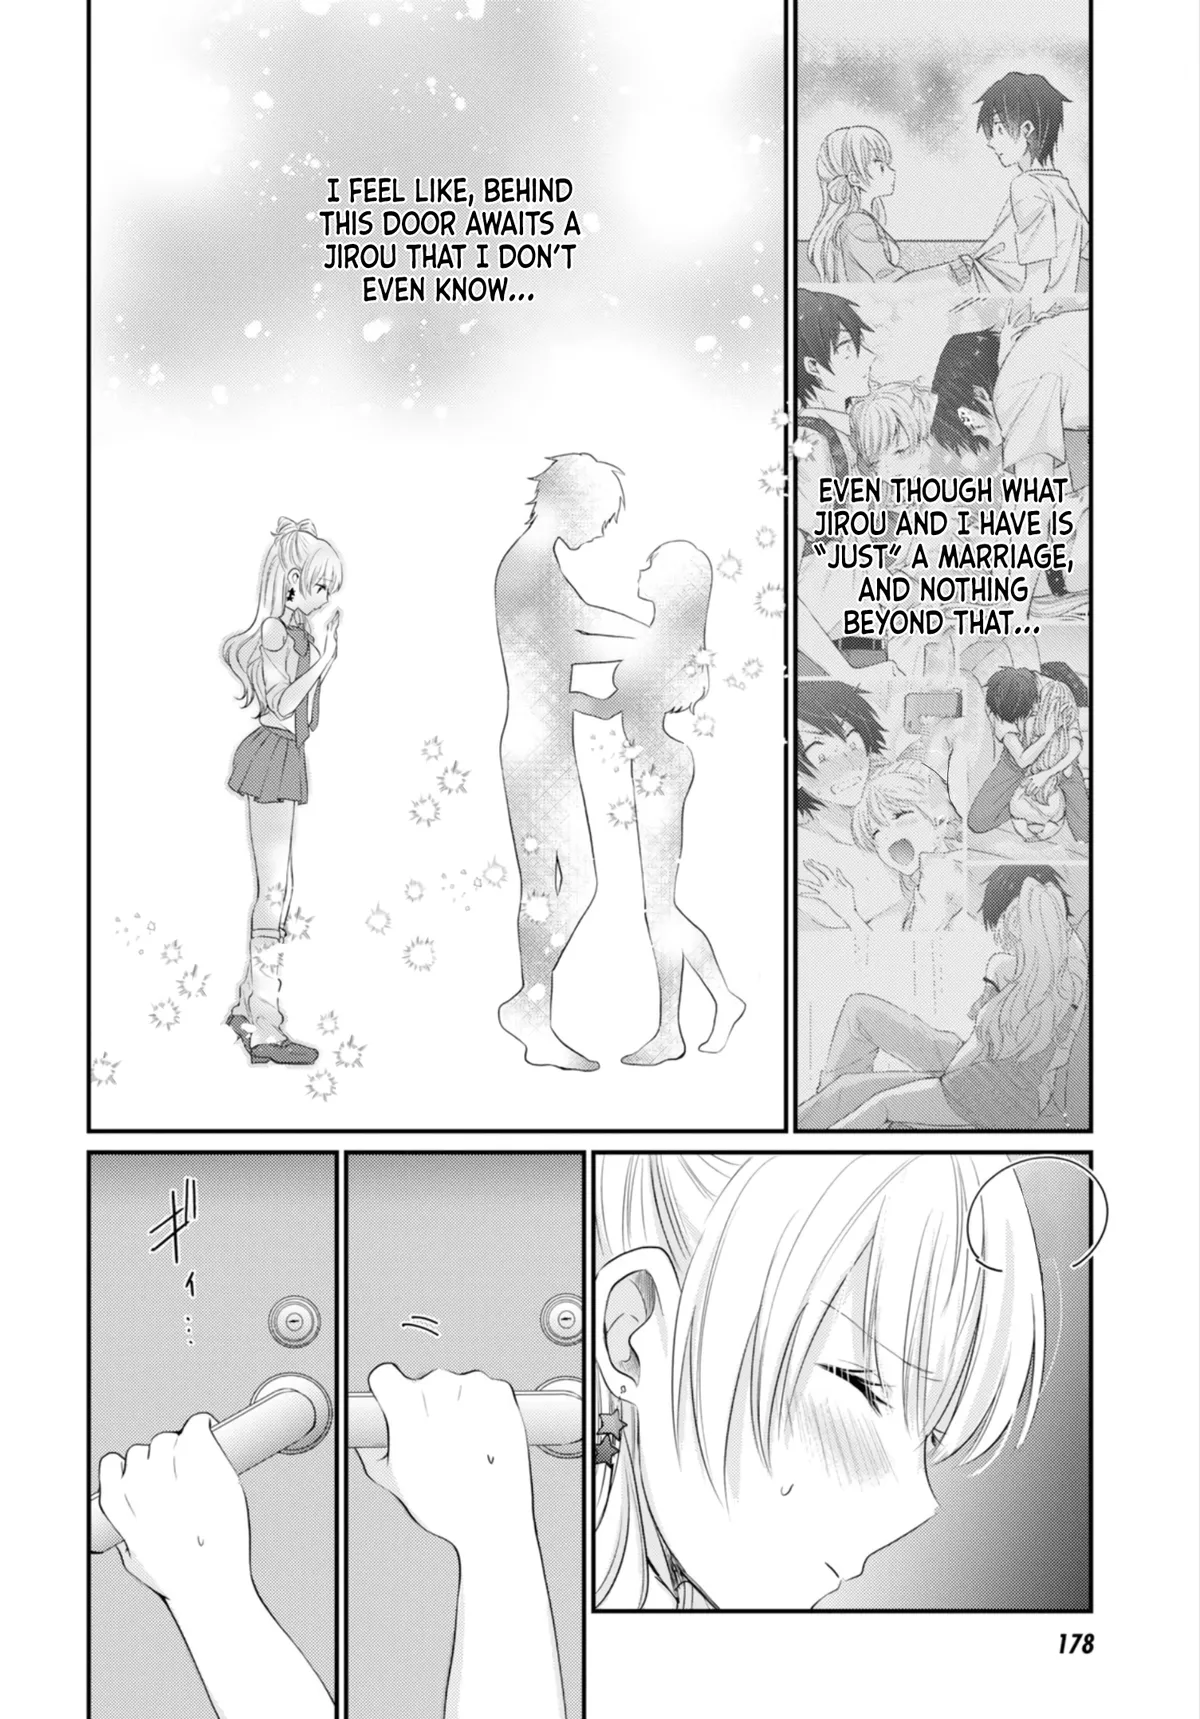 EVEN THOUGH WHAT
JIROU AND I HAVE IS
"JUST" A MARRIAGE,
AND NOTHING
BEYOND THAT...
I FEEL LIKE, BEHIND
THIS DOOR AWAITS A
JIROU THAT I DON'T
EVEN KNOW...
ギ
ィ
…
178